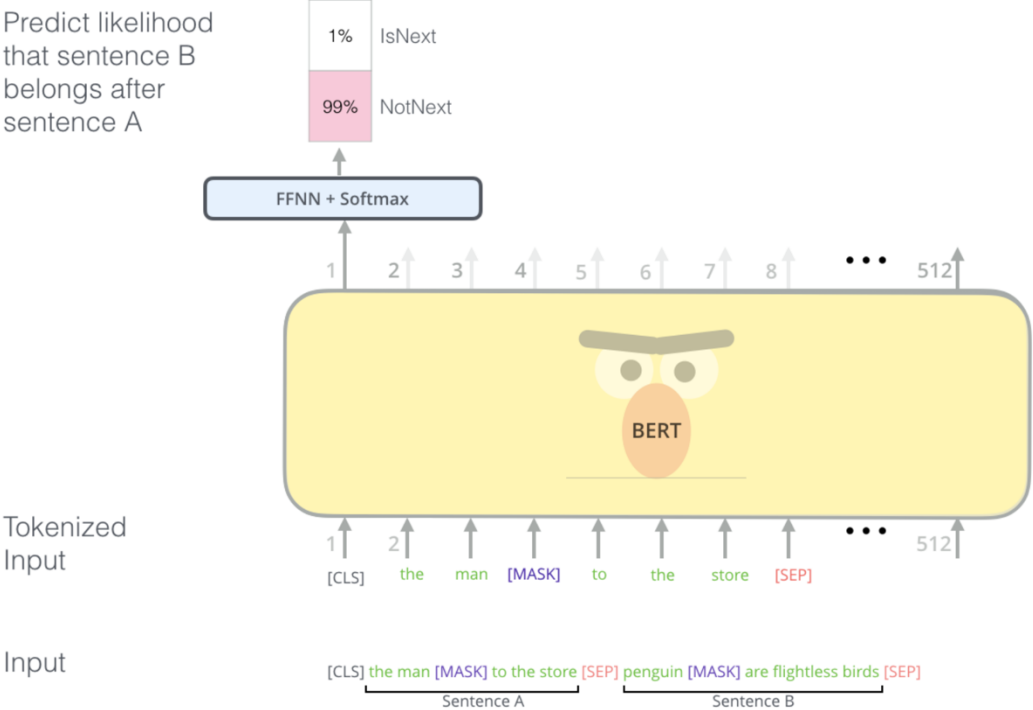 Predict likelihood
that sentence B
belongs after
sentence A
1% IsNext
99% NotNext
FFNN + Softmax
1 2 3 4 5 6 7 8 ••• 512
BERT
Tokenized
Input
1 2 ••• 512
[CLS] the man [MASK] to the store [SEP]
Input
[CLS] the man [MASK] to the store [SEP] penguin [MASK] are flightless birds [SEP]
Sentence A Sentence B